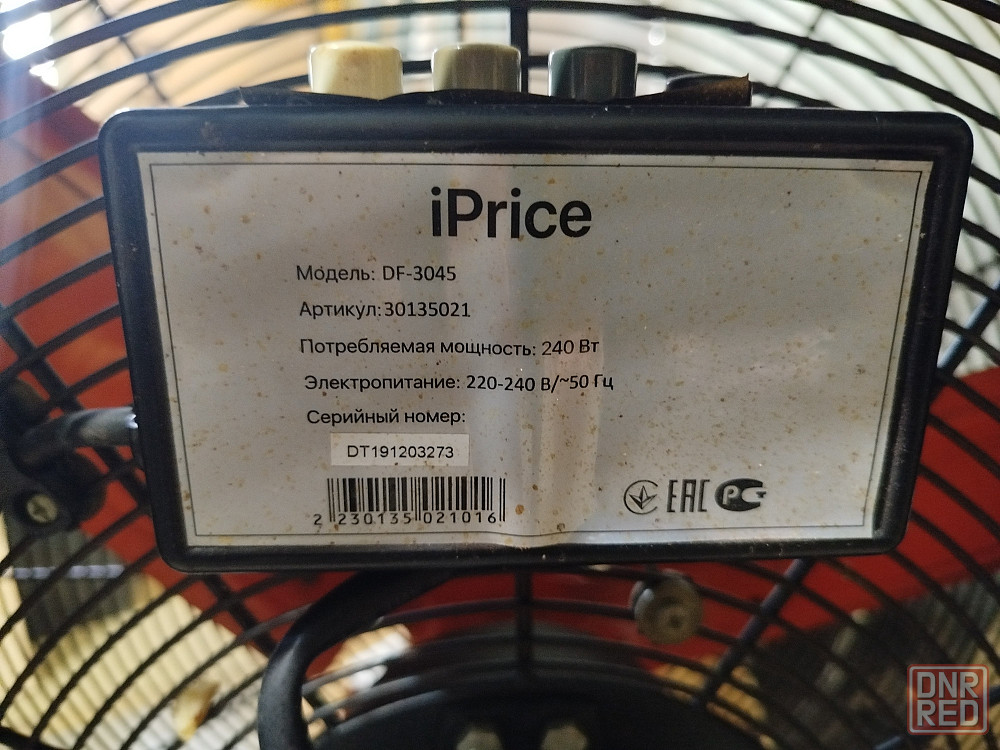 iPrice
Модель: DF-3045
Артикул:30135021
Потребляемая мощность: 240 Вт
Электропитание: 220-240 В/~50 Гц
Серийный номер:
DT191203273
2 230135 021016
EAC
DNR
RED